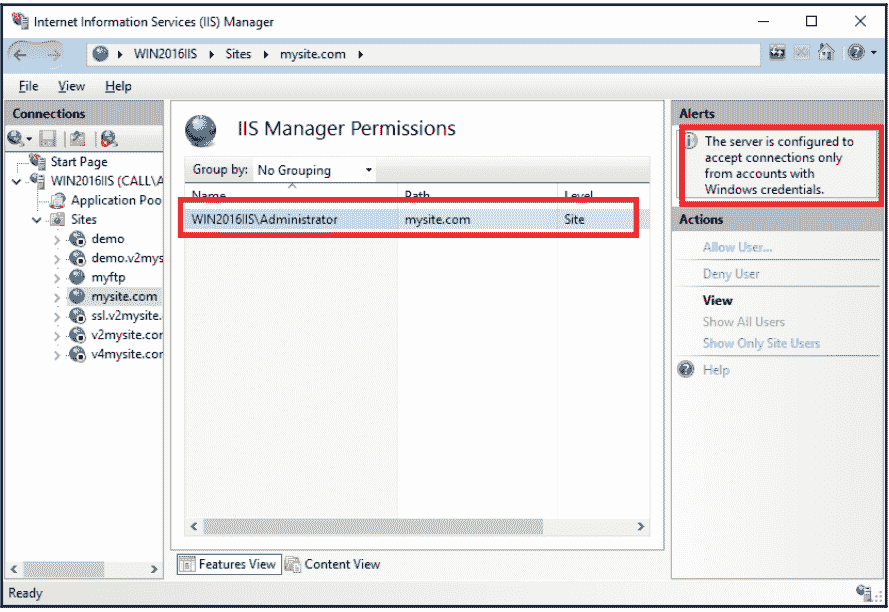 Internet Information Services (IIS) Manager
WIN2016IIS Sites mysite.com
File View Help
Connections
Start Page
WIN2016IIS (CALL\A
Application Poo
Sites
demo
demo.v2mys
myftp
mysite.com
ssl.v2mysite.
v2mysite.cor
v4mysite.cor
IIS Manager Permissions
Group by: No Grouping
Name Path Level
WIN2016IIS\Administrator mysite.com Site
Features View Content View
Alerts
The server is configured to
accept connections only
from accounts with
Windows credentials.
Actions
Allow User...
Deny User
View
Show All Users
Show Only Site Users
Help
Ready